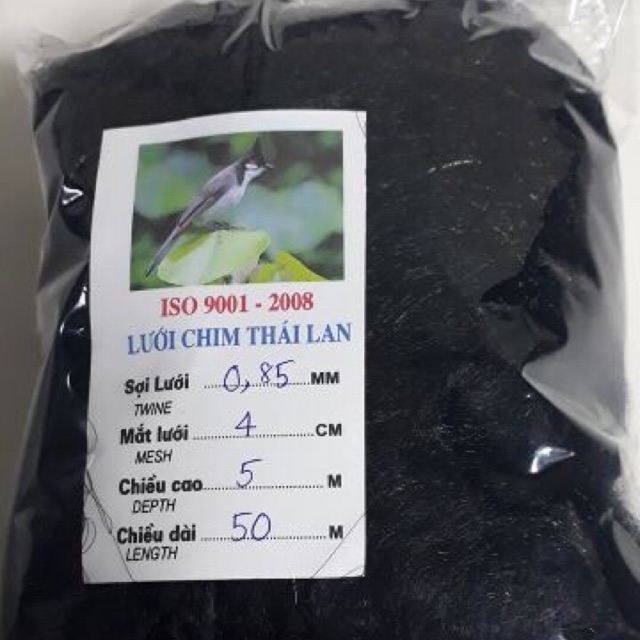 ISO 9001 - 2008
LƯỚI CHIM THÁI LAN
Sợi Lưới ......0,85...MM
TWINE
Mắt lưới ......4............CM
MESH
Chiều cao......5............M
DEPTH
Chiều dài ......50............M
LENGTH